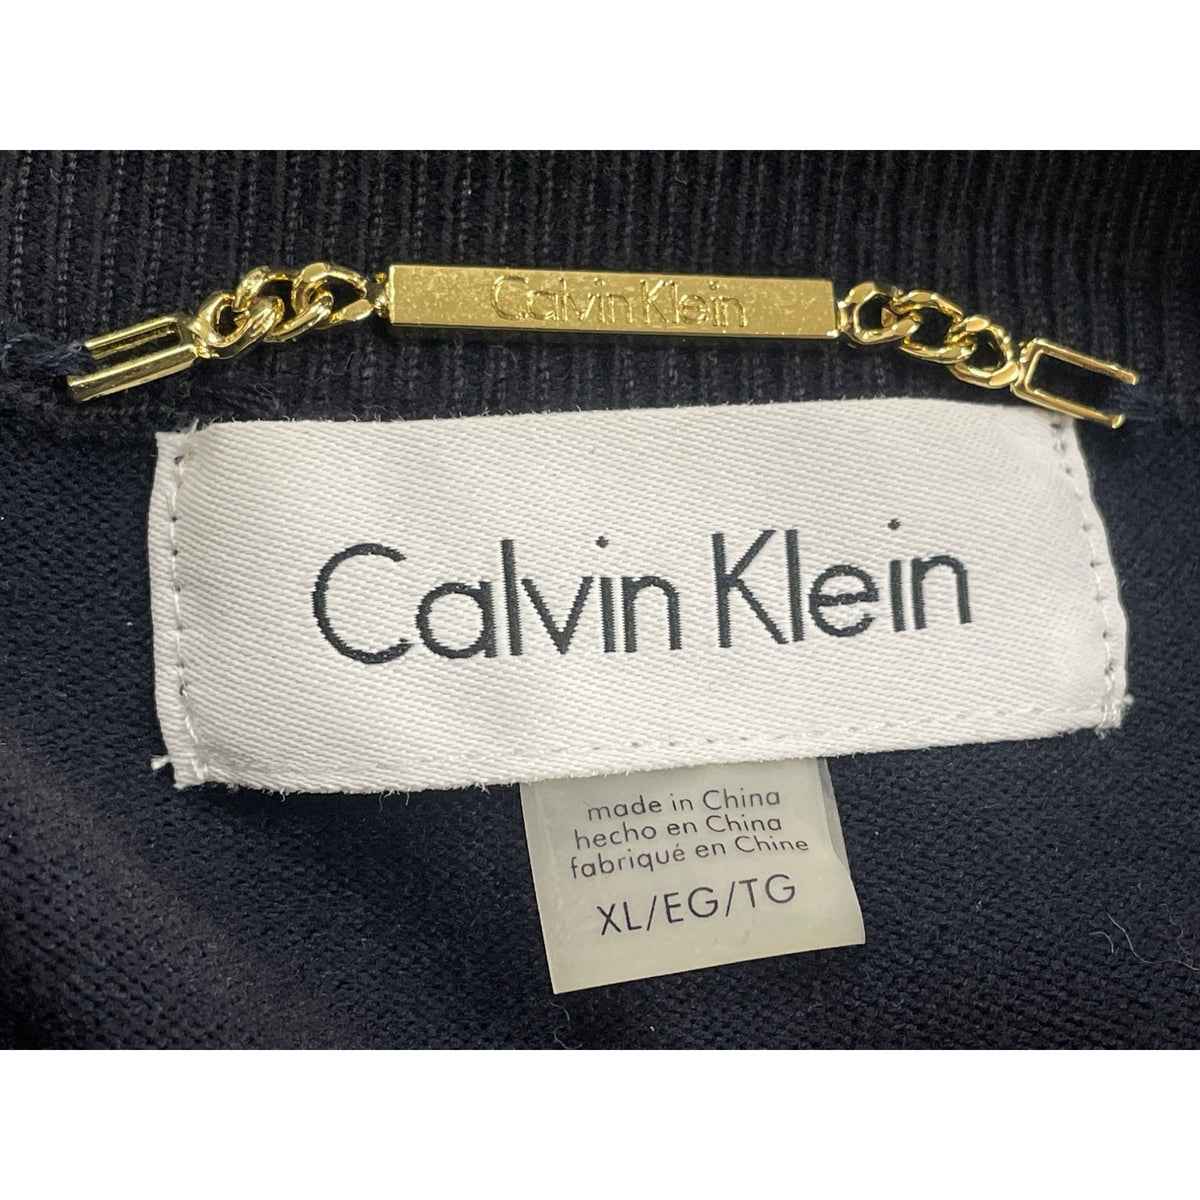 Calvin Klein
Calvin Klein
made in China
hecho en China
fabriqué en Chine
XL/EG/TG